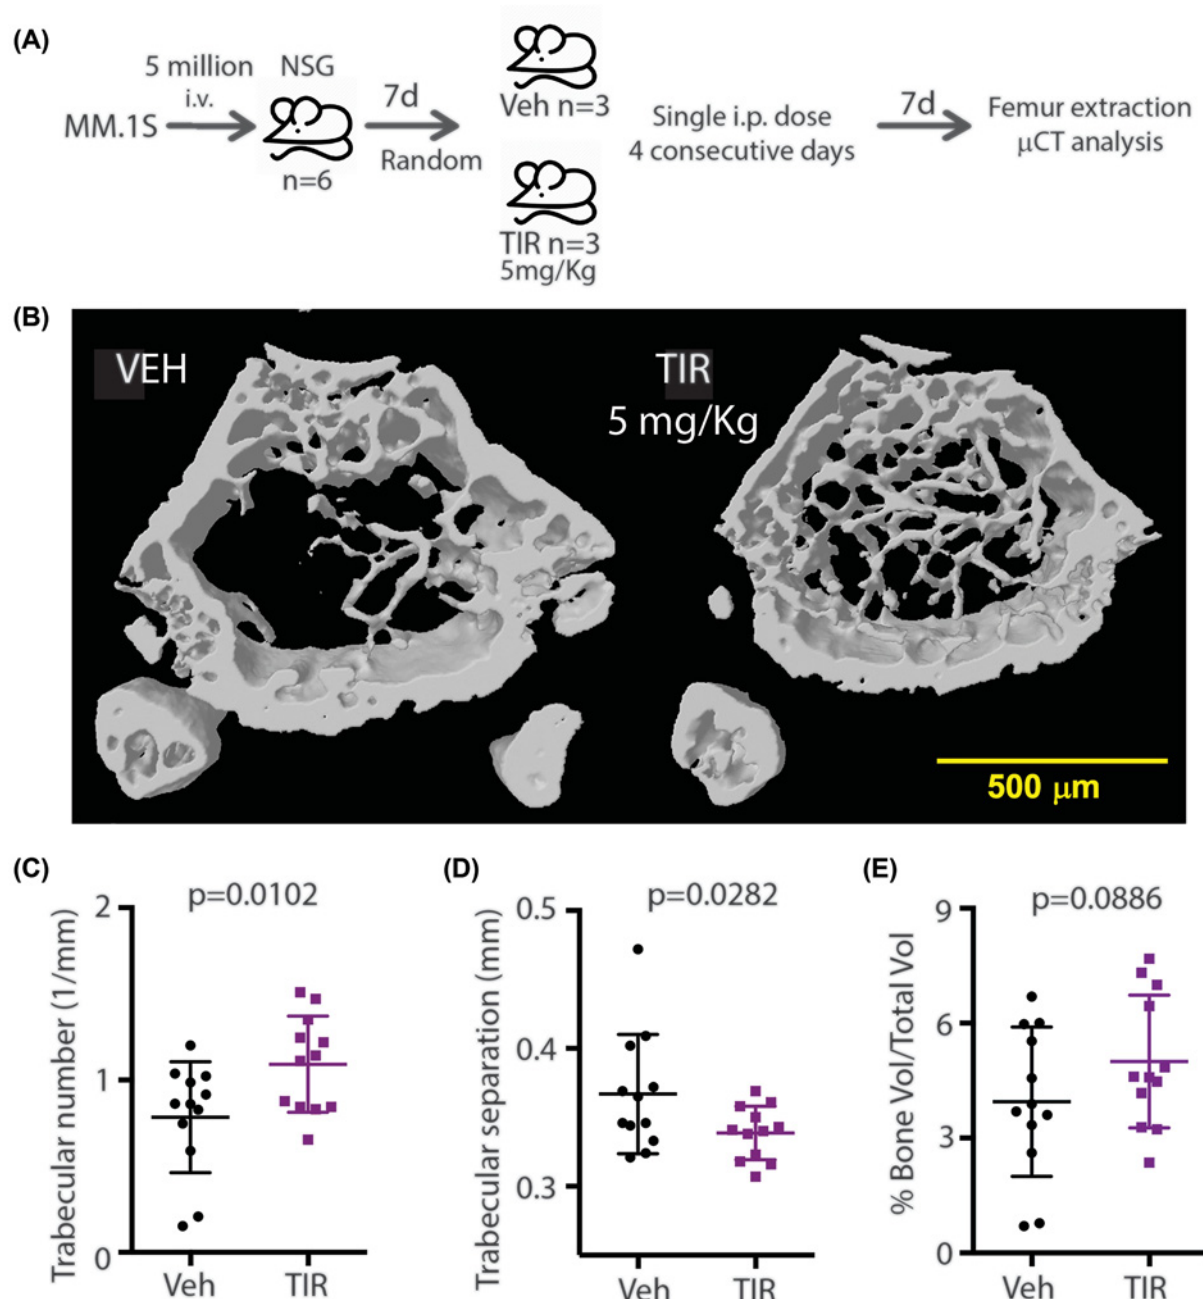 (A)
5 million
i.v.
MM.1S
NSG
n=6
7d
Random
Veh n=3
TIR n=3
5mg/Kg
Single i.p. dose
4 consecutive days
7d
Femur extraction
μCT analysis
(B)
VEH
TIR
5 mg/Kg
500 μm
(C)
p=0.0102
Trabecular number (1/mm)
2
1
0
Veh
TIR
(D)
p=0.0282
Trabecular separation (mm)
0.5
0.4
0.3
Veh
TIR
(E)
p=0.0886
% Bone Vol/Total Vol
9
6
3
0
Veh
TIR